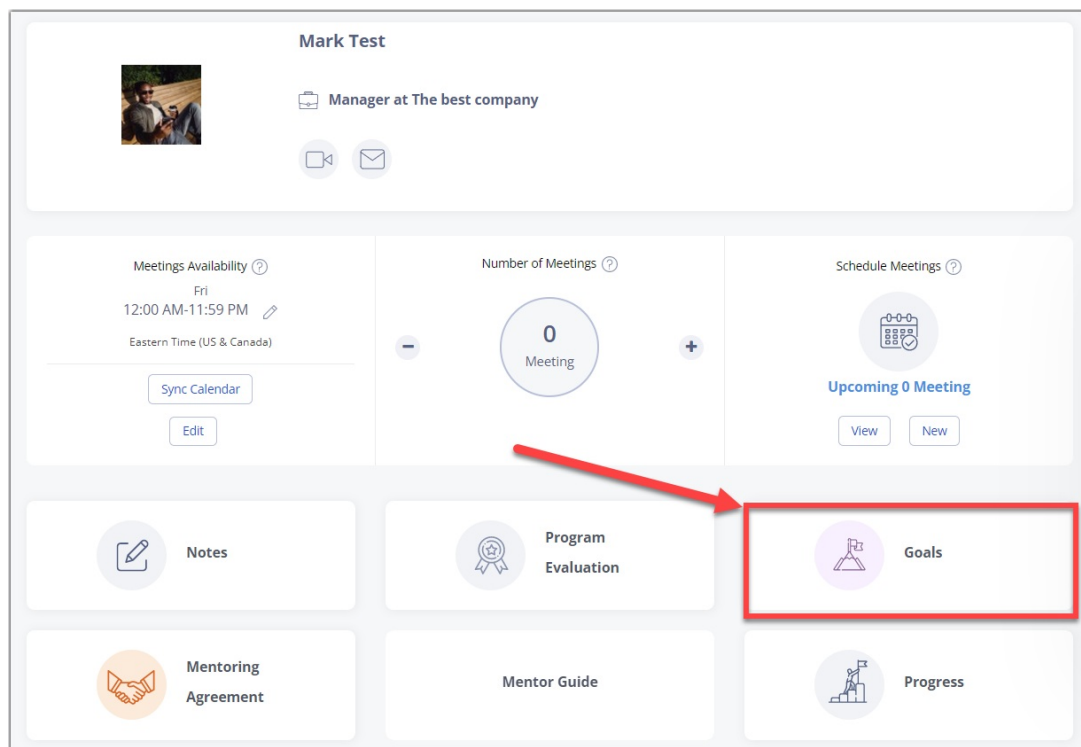 Mark Test
Manager at The best company
Meetings Availability ?
Fri
12:00 AM-11:59 PM
Eastern Time (US & Canada)
Sync Calendar
Edit
Number of Meetings ?
0
Meeting
Schedule Meetings ?
Upcoming 0 Meeting
View
New
Notes
Program
Evaluation
Goals
Mentoring
Agreement
Mentor Guide
Progress